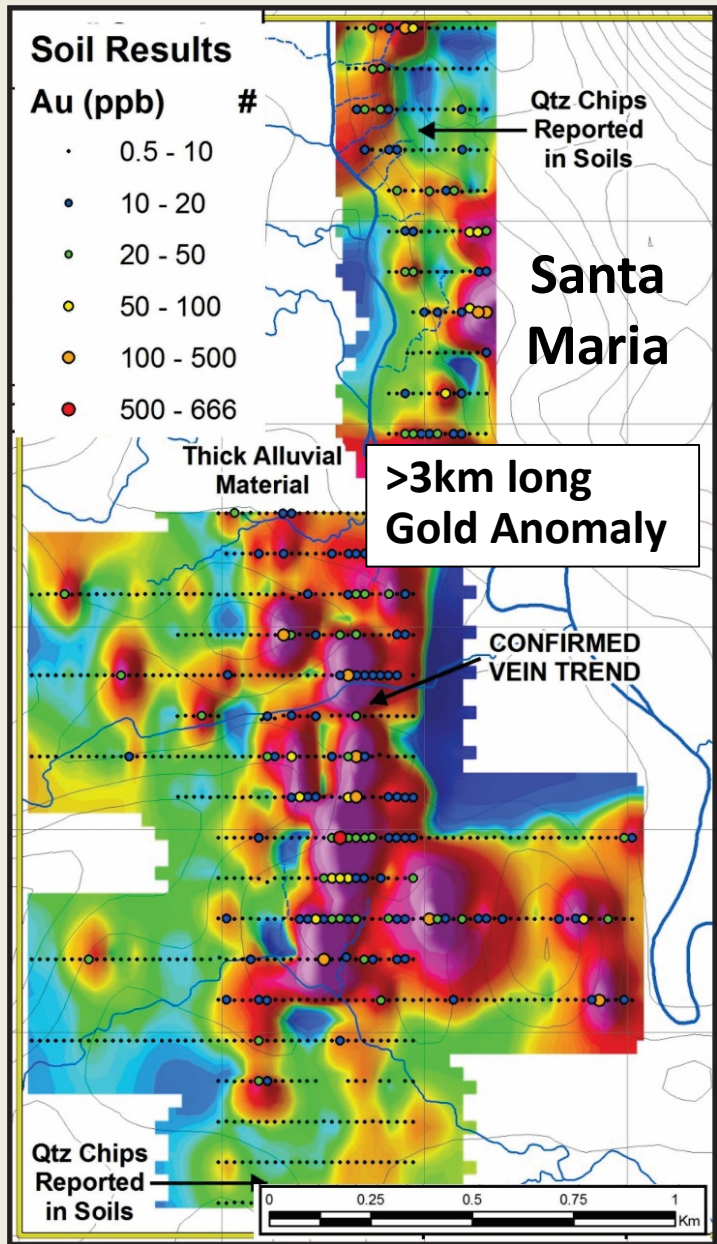 Soil Results
Au (ppb) #
0.5 - 10
10 - 20
20 - 50
50 - 100
100 - 500
500 - 666
Qtz Chips
Reported
in Soils
Santa
Maria
Thick Alluvial
Material
>3km long
Gold Anomaly
CONFIRMED
VEIN TREND
Qtz Chips
Reported
in Soils
0 0.25 0.5 0.75 1
Km